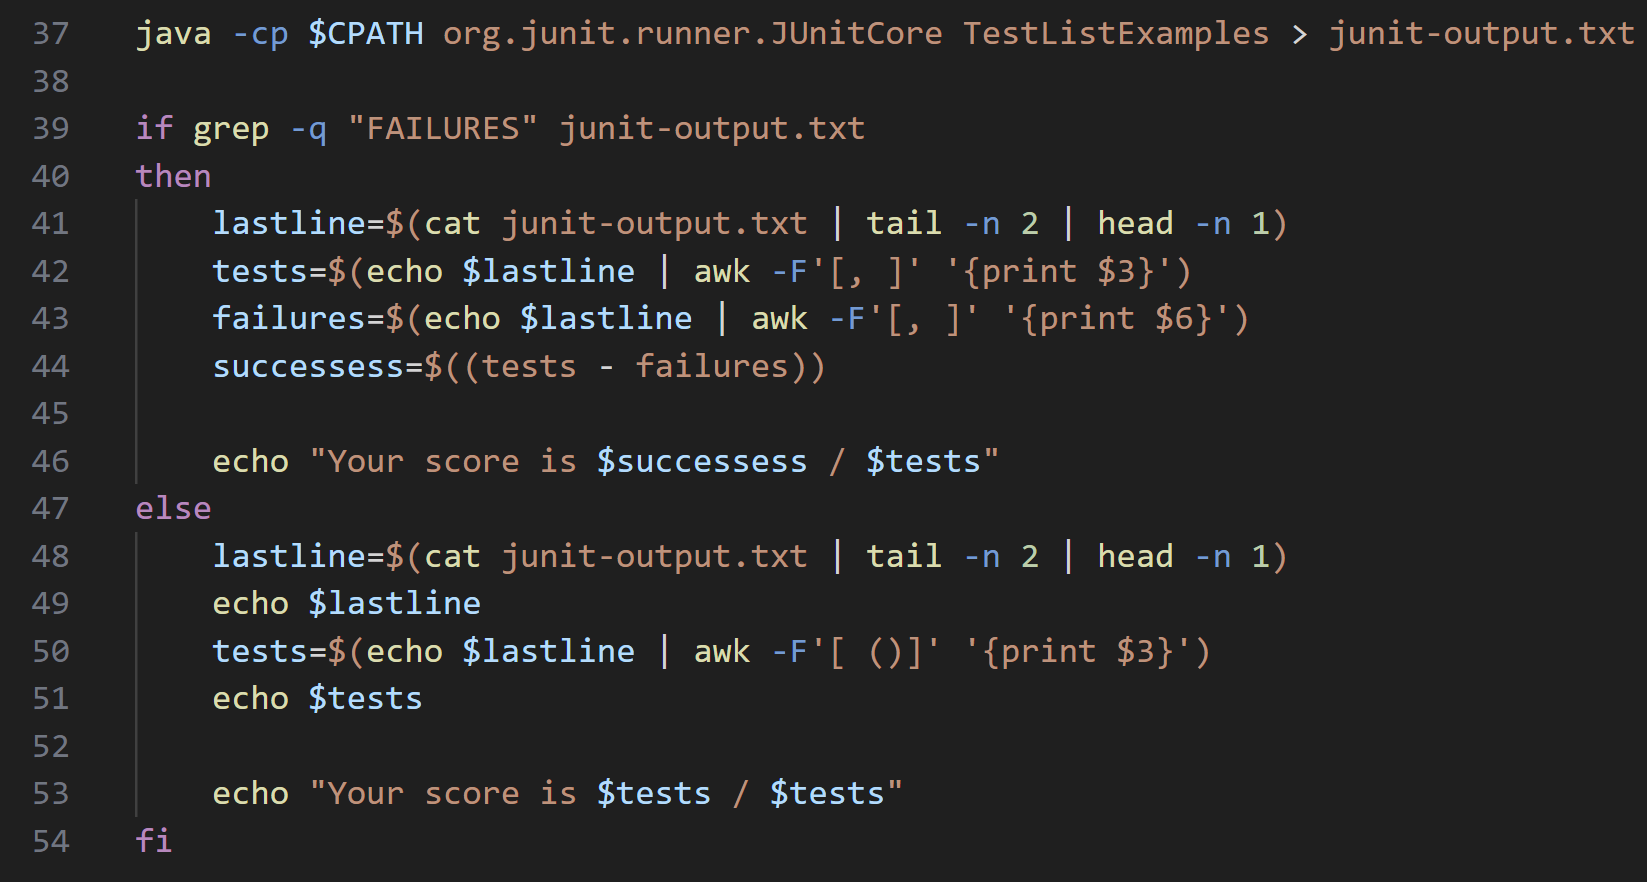 37 java -cp $CPATH org.junit.runner.JUnitCore TestListExamples > junit-output.txt
38
39 if grep -q "FAILURES" junit-output.txt
40 then
41     lastline=$(cat junit-output.txt | tail -n 2 | head -n 1)
42     tests=$(echo $lastline | awk -F'[, ]' '{print $3}')
43     failures=$(echo $lastline | awk -F'[, ]' '{print $6}')
44     successess=$((tests - failures))
45
46     echo "Your score is $successess / $tests"
47 else
48     lastline=$(cat junit-output.txt | tail -n 2 | head -n 1)
49     echo $lastline
50     tests=$(echo $lastline | awk -F'[ ()]' '{print $3}')
51     echo $tests
52
53     echo "Your score is $tests / $tests"
54 fi